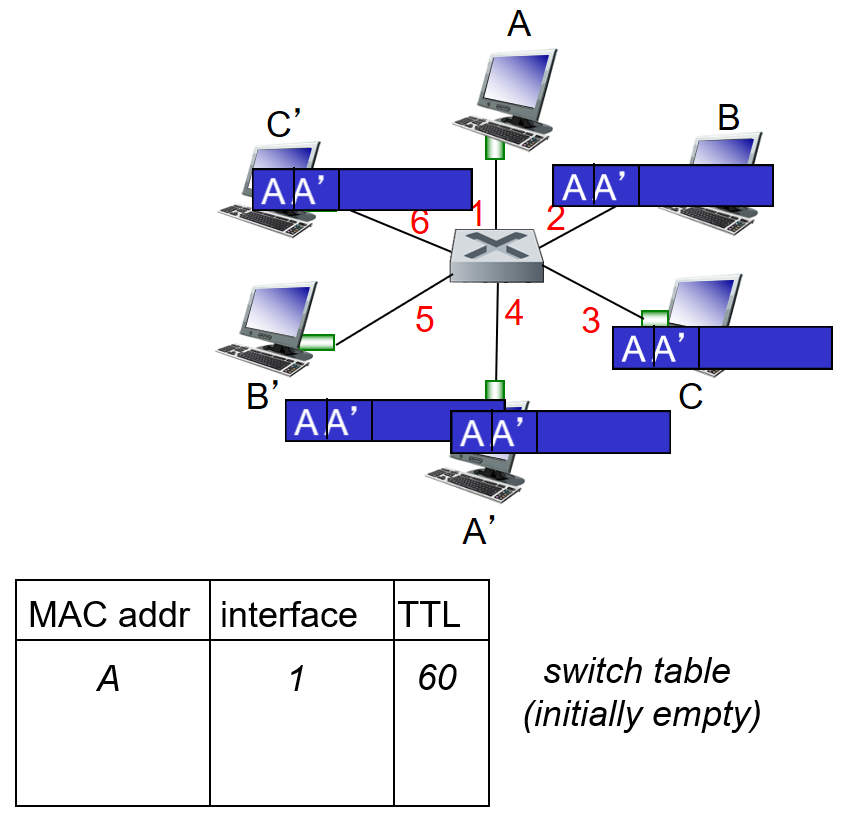 A
C’
B
A A’
A A’
6
1
2
5
4
3
A A’
B’
C
A A’
A A’
A’
MAC addr interface TTL
A 1 60
switch table
(initially empty)